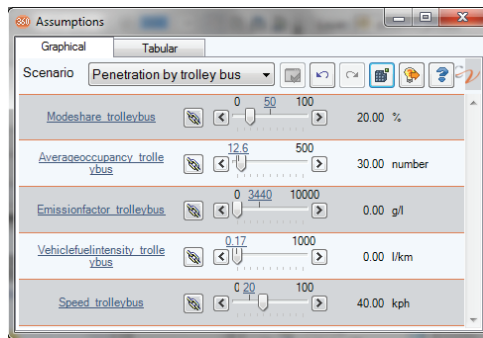 360 Assumptions
Graphical Tabular
Scenario Penetration by trolley bus
0 50 100
Modeshare_trolleybus 20.00 %
12.6 500
Averageoccupancy_trolle
ybus 30.00 number
0 3440 10000
Emissionfactor_trolleybus 0.00 g/l
0.17 1000
Vehiclefuelintensity_trolle
ybus 0.00 l/km
0 20 100
Speed_trolleybus 40.00 kph